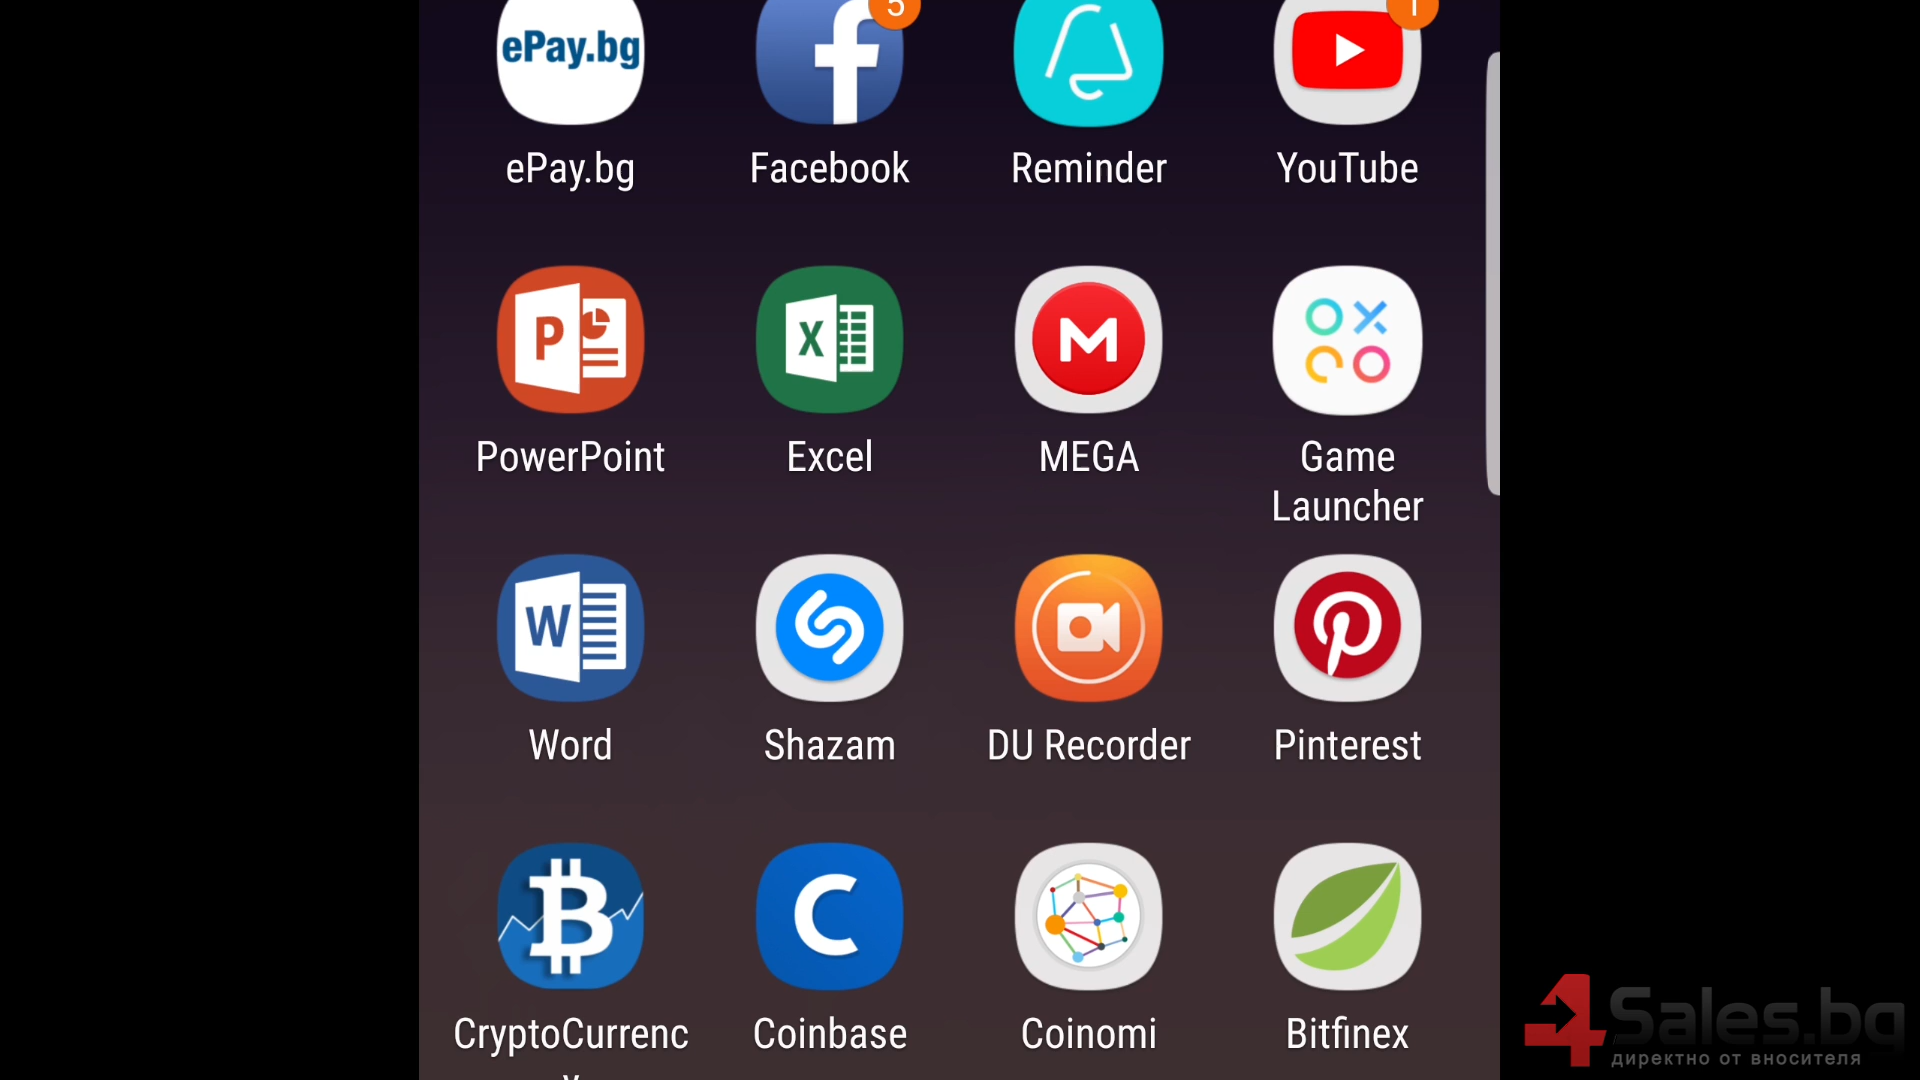 5
1
ePay.bg
ePay.bg
Facebook
Reminder
YouTube
P
X
PowerPoint
Excel
MEGA
Game
Launcher
W
Word
Shazam
DU Recorder
Pinterest
CryptoCurrenc
y
Coinbase
Coinomi
Bitfinex
4Sales.bg
директно от вносителя